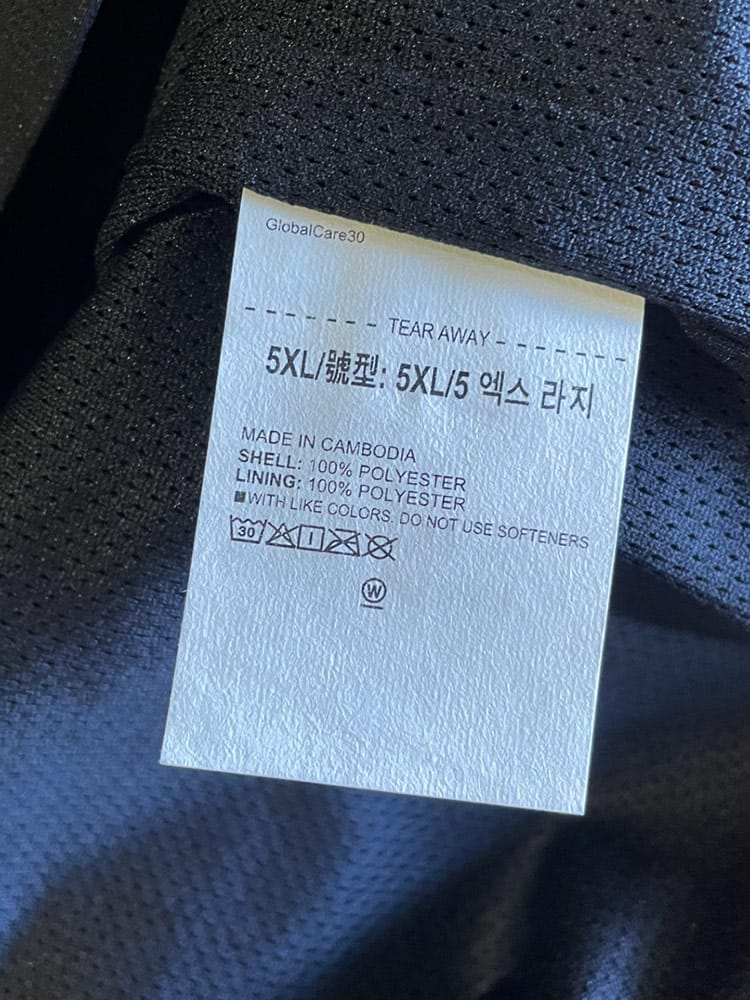 GlobalCare30
TEAR AWAY
5XL/號型: 5XL/5 엑스 라지
MADE IN CAMBODIA
SHELL: 100% POLYESTER
LINING: 100% POLYESTER
WITH LIKE COLORS. DO NOT USE SOFTENERS
30
W